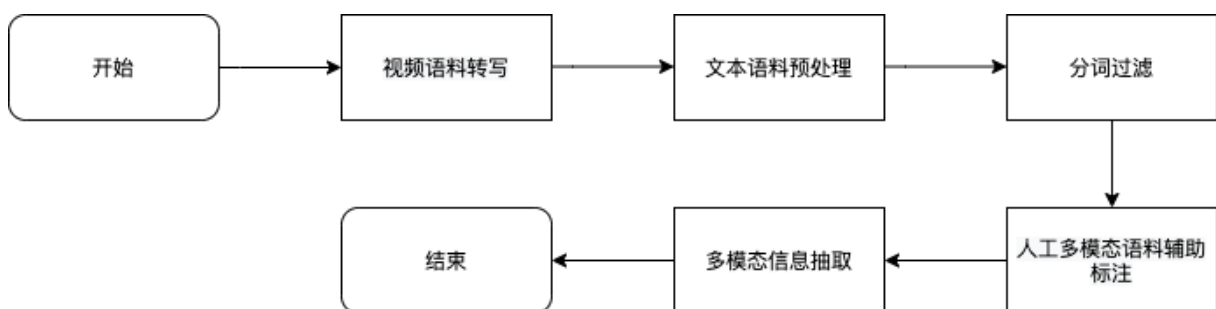 开始
视频语料转写
文本语料预处理
分词过滤
人工多模态语料辅助
标注
多模态信息抽取
结束